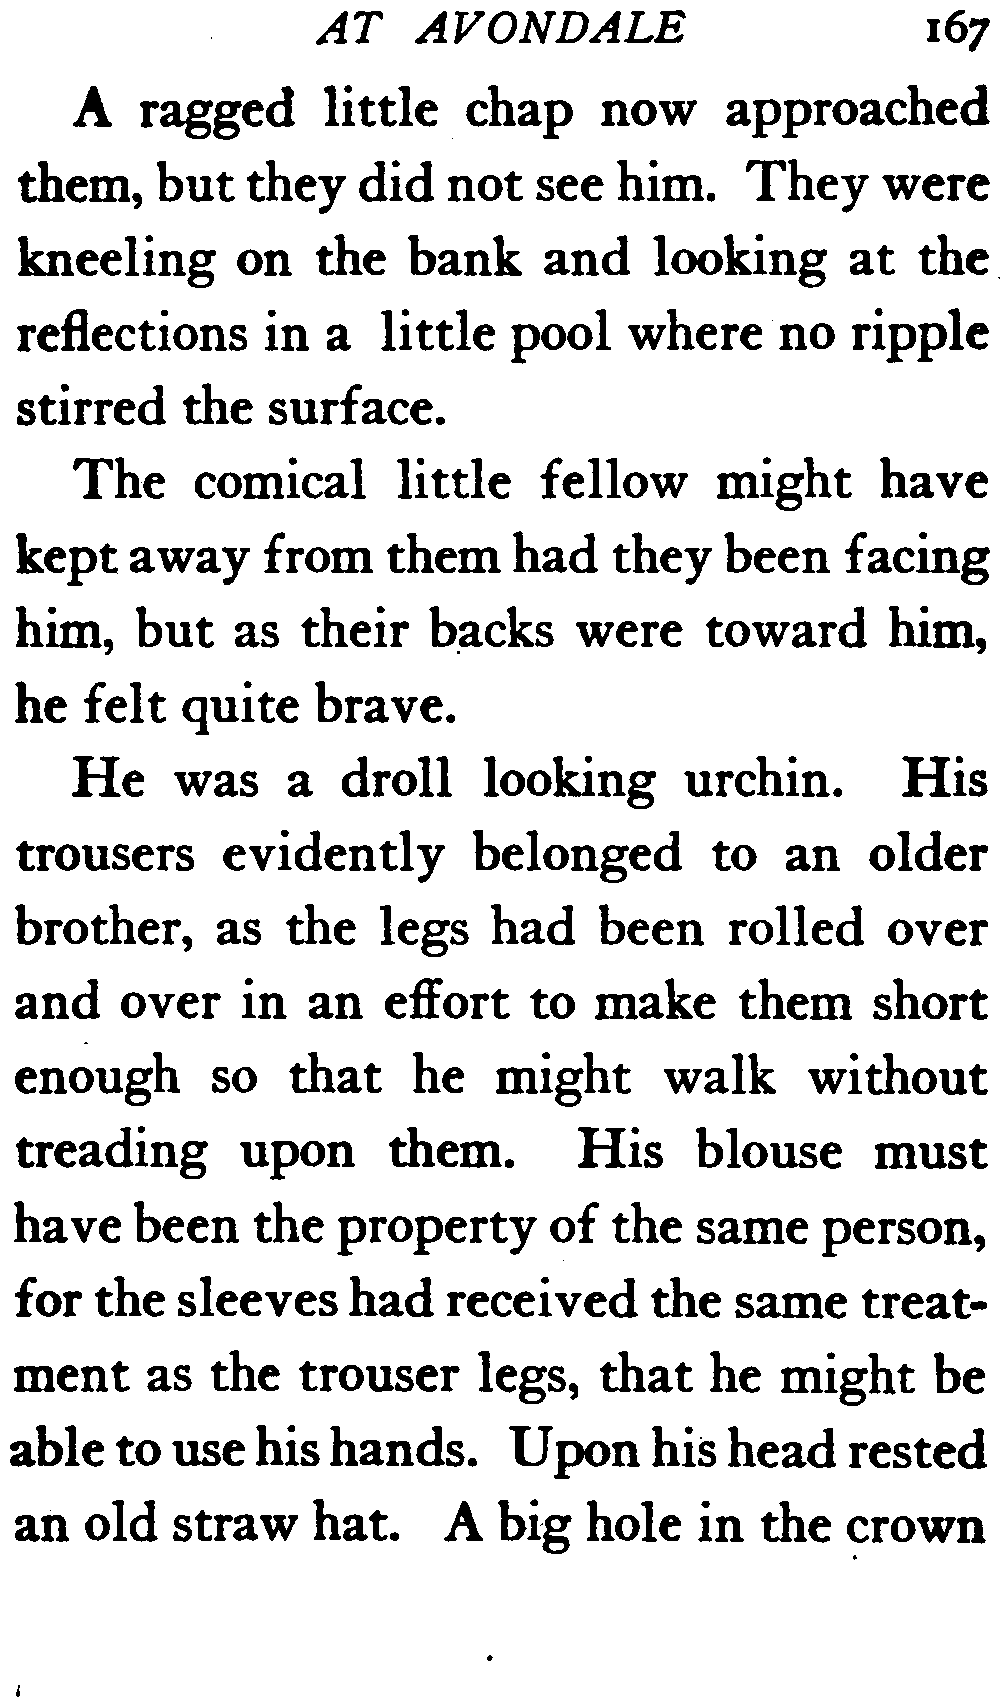 AT AVONDALE 167
A ragged little chap now approached
them, but they did not see him. They were
kneeling on the bank and looking at the
reflections in a little pool where no ripple
stirred the surface.
The comical little fellow might have
kept away from them had they been facing
him, but as their backs were toward him,
he felt quite brave.
He was a droll looking urchin. His
trousers evidently belonged to an older
brother, as the legs had been rolled over
and over in an effort to make them short
enough so that he might walk without
treading upon them. His blouse must
have been the property of the same person,
for the sleeves had received the same treat-
ment as the trouser legs, that he might be
able to use his hands. Upon his head rested
an old straw hat. A big hole in the crown